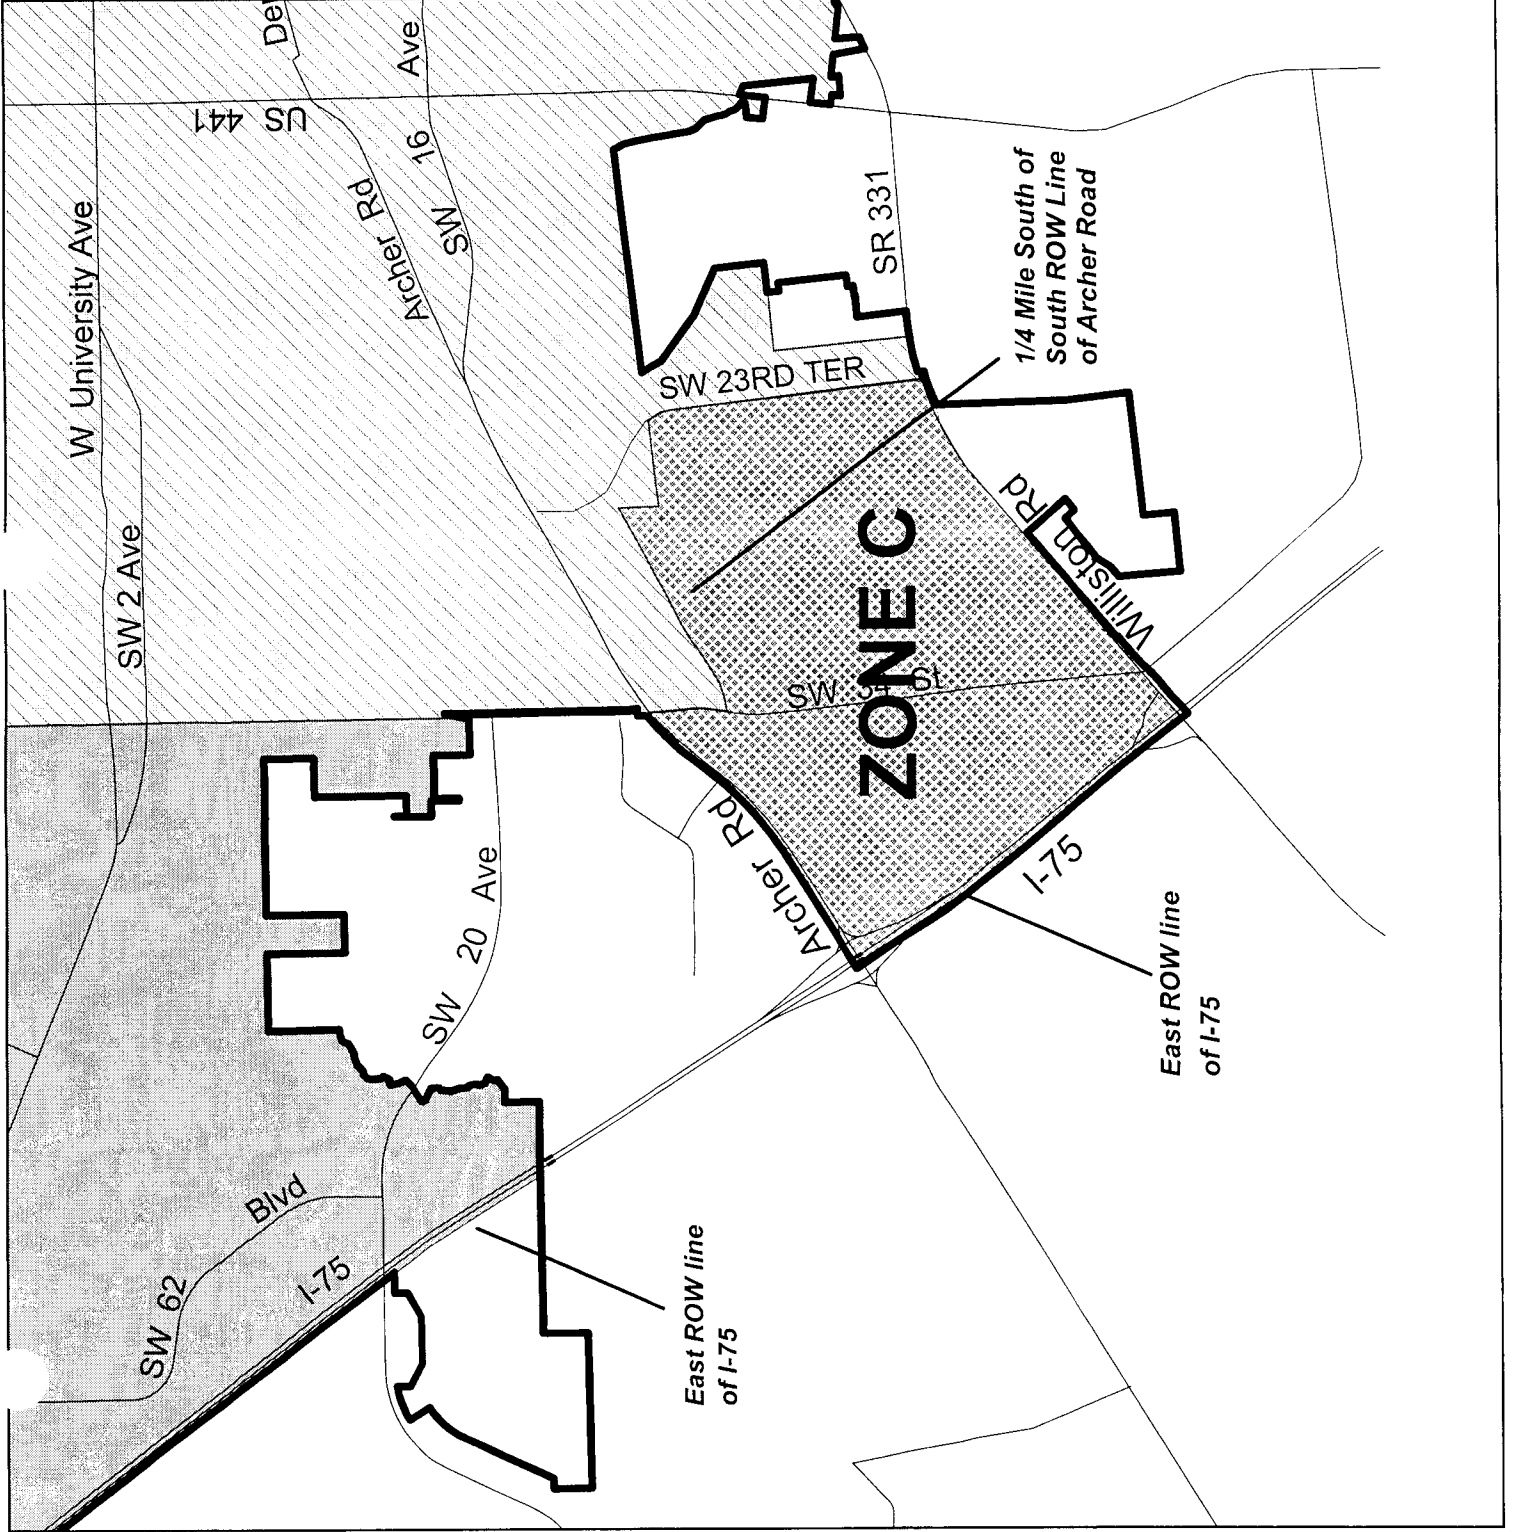 W University Ave
SW 2 Ave
US 441
Archer Rd
SW 16 Ave
De
SW 23RD TER
SR 331
1/4 Mile South of
South ROW Line
of Archer Road
ZONE C
SW 34 St
Williston Rd
Archer Rd
I-75
East ROW line
of I-75
SW 20 Ave
SW 62 Blvd
I-75
East ROW line
of I-75